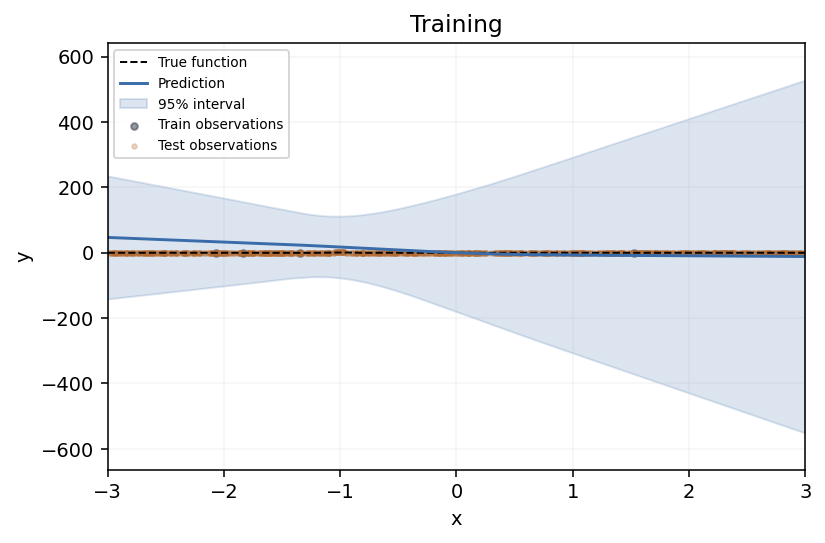 Training
600
400
200
0
−200
−400
−600
y
True function
Prediction
95% interval
Train observations
Test observations
−3 −2 −1 0 1 2 3
x